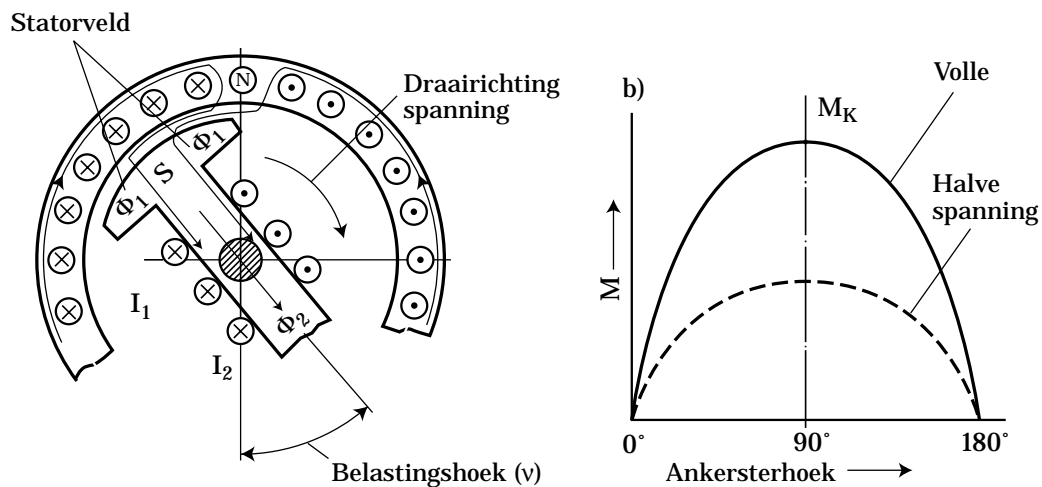 Statorveld
N
Draairichting
spanning
Φ1
S
Φ1
I1
Φ2
I2
Belastingshoek (ν)
b)
Volle
MK
Halve
spanning
M
0°
90°
180°
Ankersterhoek